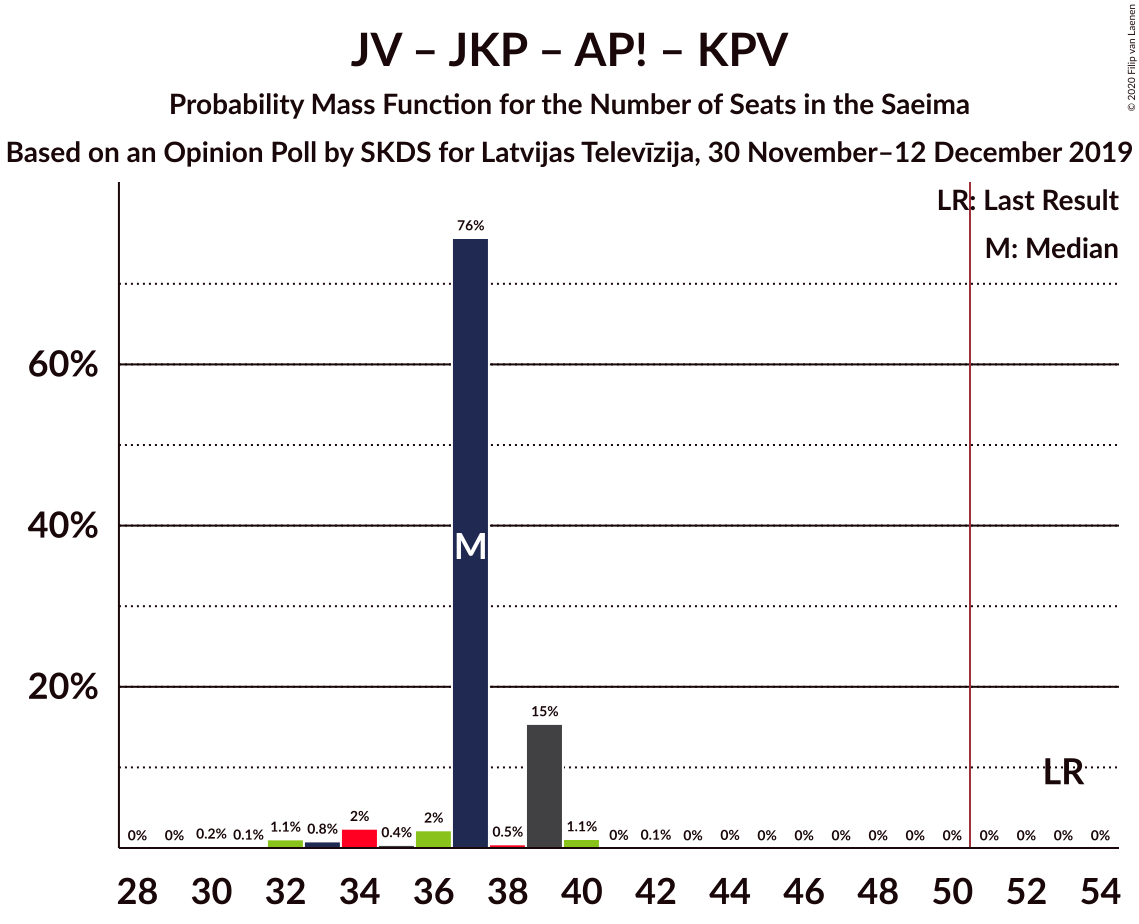 JV – JKP – AP! – KPV
Probability Mass Function for the Number of Seats in the Saeima
Based on an Opinion Poll by SKDS for Latvijas Televīzija, 30 November–12 December 2019
© 2020 Filip van Laenen
LR: Last Result
M: Median
76%
60%
40%
M
20%
15%
LR
0% 0% 0.2% 0.1% 1.1% 0.8% 2% 0.4% 2% 0.5% 1.1% 0% 0.1% 0% 0% 0% 0% 0% 0% 0% 0% 0% 0% 0%
28 30 32 34 36 38 40 42 44 46 48 50 52 54